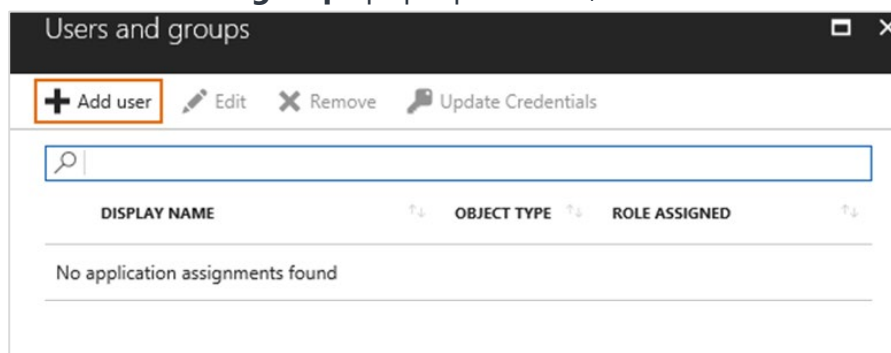 Users and groups
Add user Edit Remove Update Credentials
DISPLAY NAME OBJECT TYPE ROLE ASSIGNED
No application assignments found